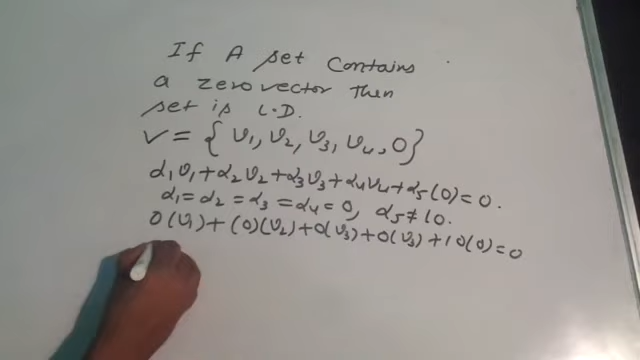 If A set Contains
a zero vector then
set is L.D.
V = { v₁, v₂, v₃, v₄, 0 }
α₁v₁ + α₂v₂ + α₃v₃ + α₄v₄ + α₅(0) = 0.
α₁ = α₂ = α₃ = α₄ = 0, α₅ ≠ 10.
0(v₁) + (0)(v₂) + 0(v₃) + 0(v₃) + 10(0) = 0